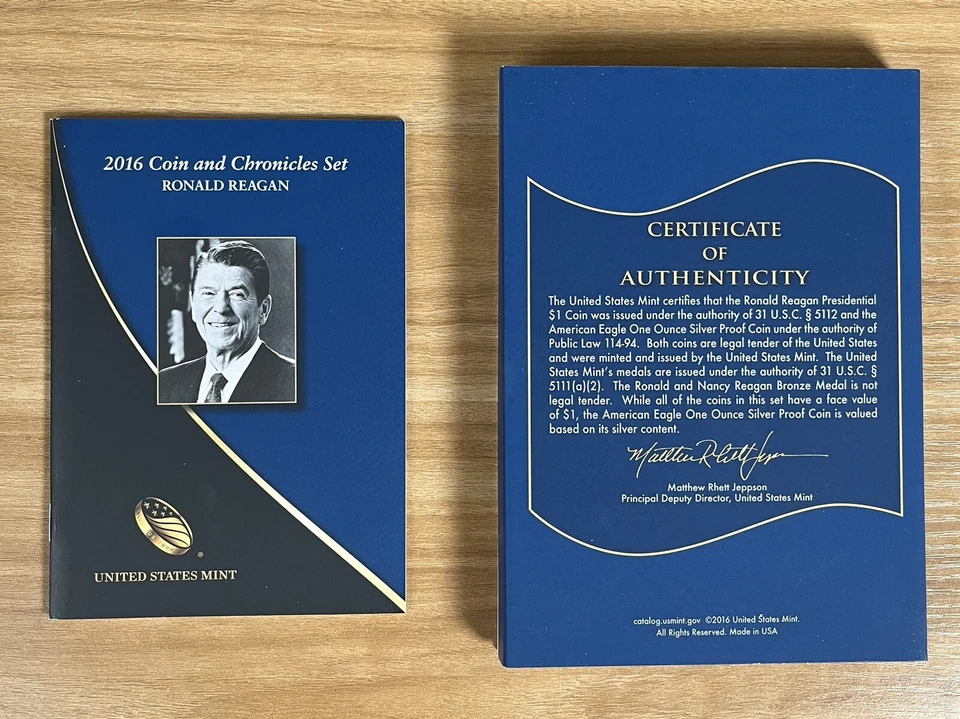 2016 Coin and Chronicles Set
RONALD REAGAN
UNITED STATES MINT
CERTIFICATE
OF
AUTHENTICITY
The United States Mint certifies that the Ronald Reagan Presidential
$1 Coin was issued under the authority of 31 U.S.C. § 5112 and the
American Eagle One Ounce Silver Proof Coin under the authority of
Public Law 114-94. Both coins are legal tender of the United States
and were minted and issued by the United States Mint. The United
States Mint's medals are issued under the authority of 31 U.S.C. §
5111(a)(2). The Ronald and Nancy Reagan Bronze Medal is not
legal tender. While all of the coins in this set have a face value
of $1, the American Eagle One Ounce Silver Proof Coin is valued
based on its silver content.
Matthew Rhett Jeppson
Matthew Rhett Jeppson
Principal Deputy Director, United States Mint
catalog.usmint.gov ©2016 United States Mint.
All Rights Reserved. Made in USA